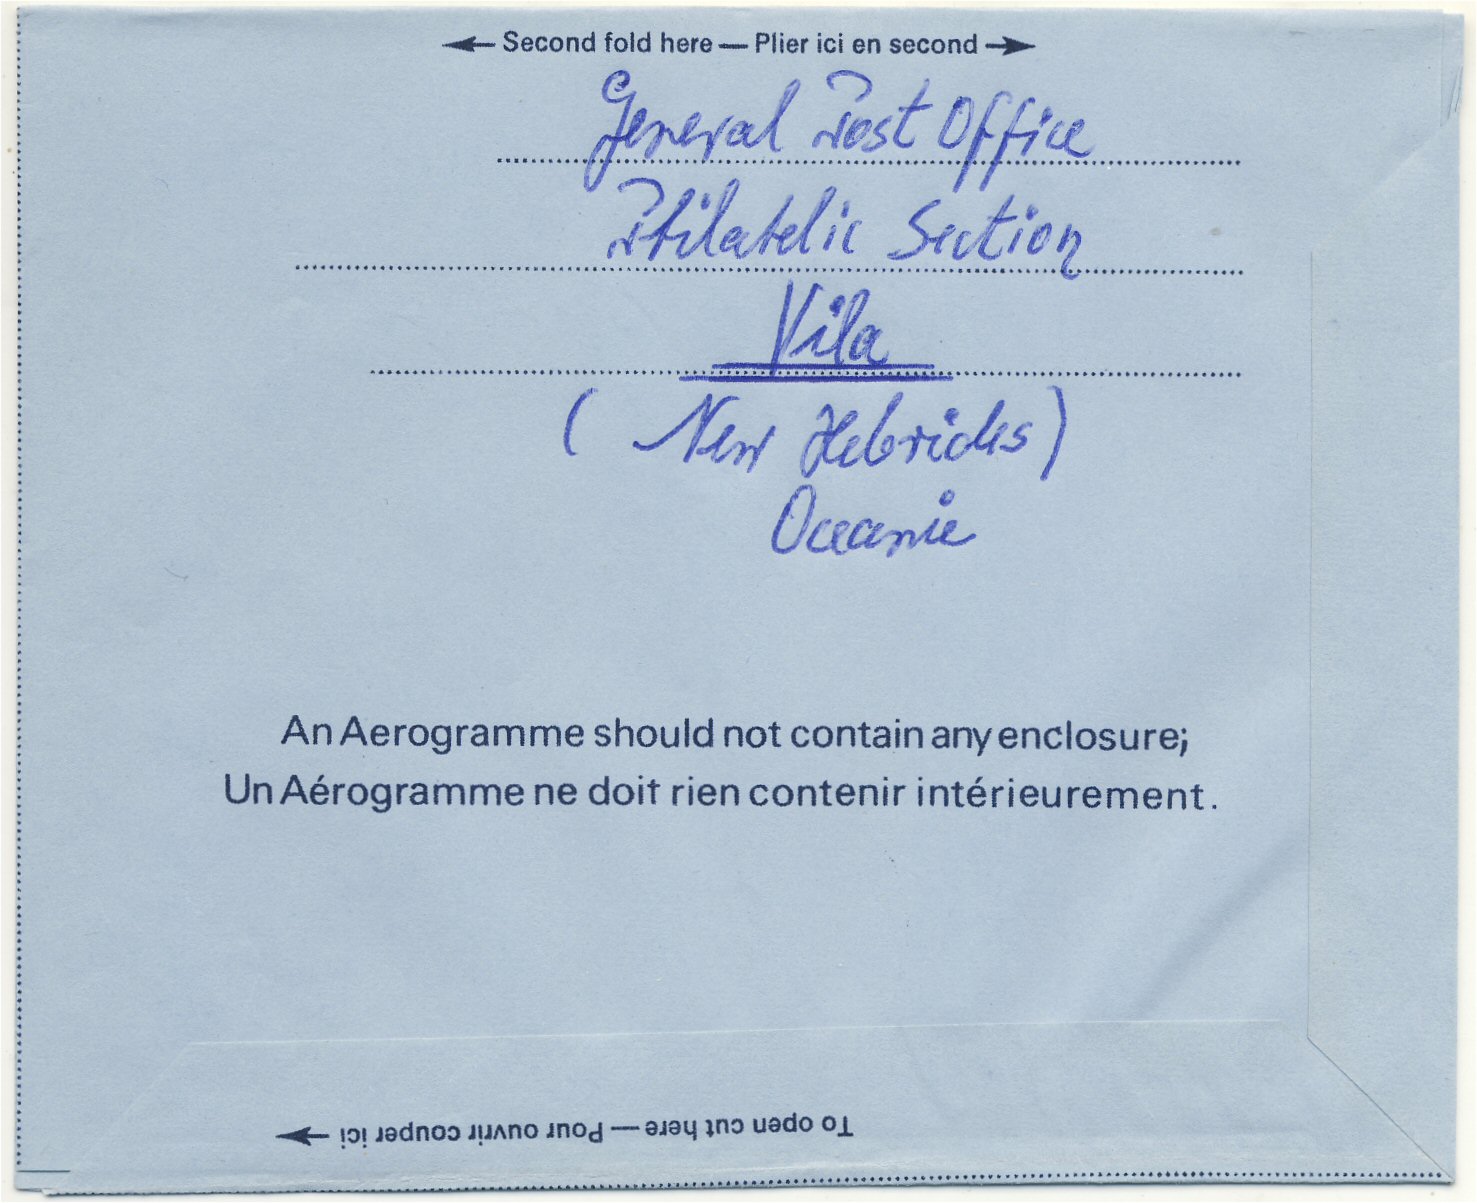 Second fold here — Plier ici en second
General Post Office
Philatelic Section
Vila
( New Hebrides )
Oceanie
An Aerogramme should not contain any enclosure;
Un Aérogramme ne doit rien contenir intérieurement.
To open cut here — Pour ouvrir couper ici